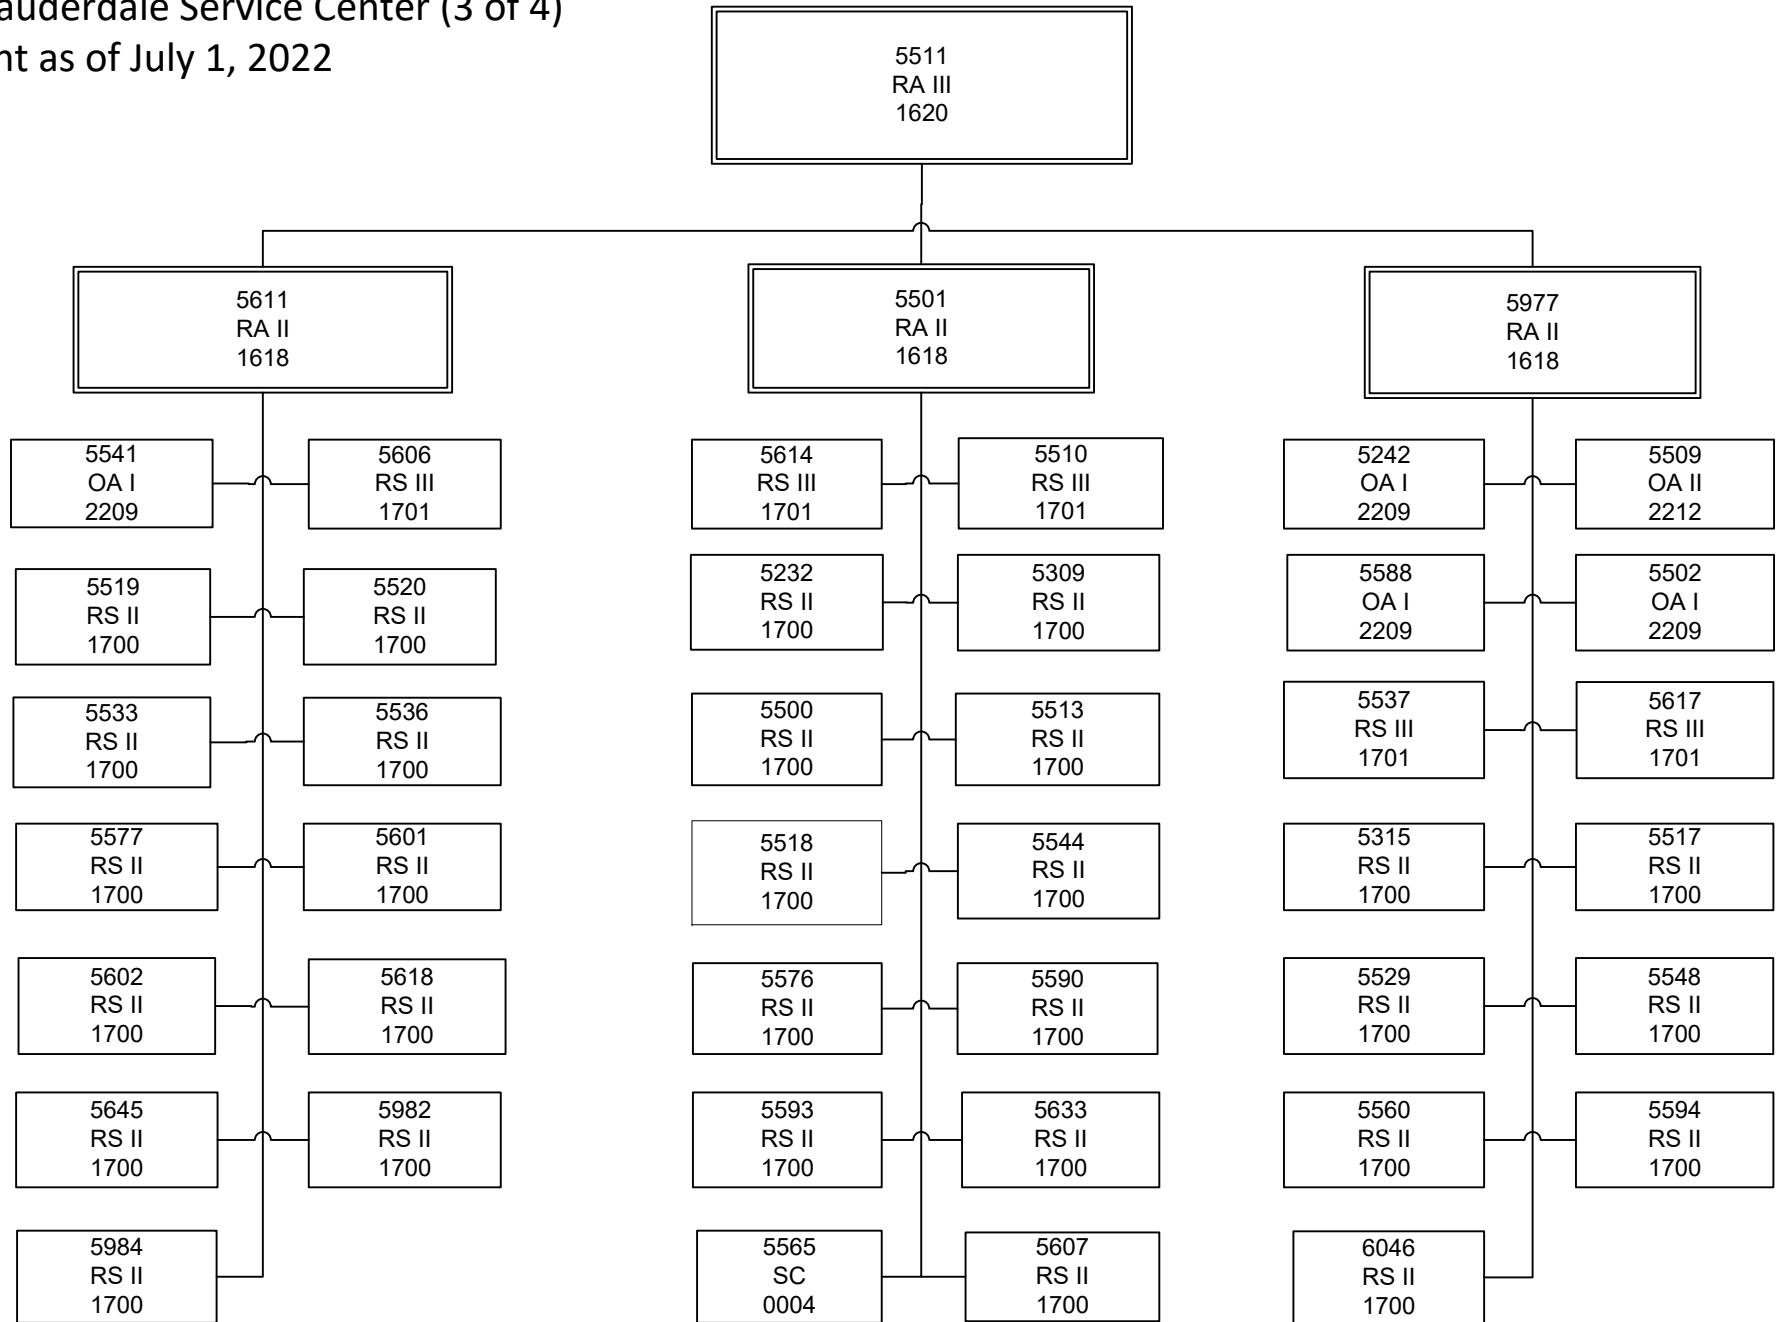 auderdale Service Center (3 of 4)
nt as of July 1, 2022
5511
RA III
1620
5611
RA II
1618
5501
RA II
1618
5977
RA II
1618
5541
OA I
2209
5606
RS III
1701
5614
RS III
1701
5510
RS III
1701
5242
OA I
2209
5509
OA II
2212
5519
RS II
1700
5520
RS II
1700
5232
RS II
1700
5309
RS II
1700
5588
OA I
2209
5502
OA I
2209
5533
RS II
1700
5536
RS II
1700
5500
RS II
1700
5513
RS II
1700
5537
RS III
1701
5617
RS III
1701
5577
RS II
1700
5601
RS II
1700
5518
RS II
1700
5544
RS II
1700
5315
RS II
1700
5517
RS II
1700
5602
RS II
1700
5618
RS II
1700
5576
RS II
1700
5590
RS II
1700
5529
RS II
1700
5548
RS II
1700
5645
RS II
1700
5982
RS II
1700
5593
RS II
1700
5633
RS II
1700
5560
RS II
1700
5594
RS II
1700
5984
RS II
1700
5565
SC
0004
5607
RS II
1700
6046
RS II
1700